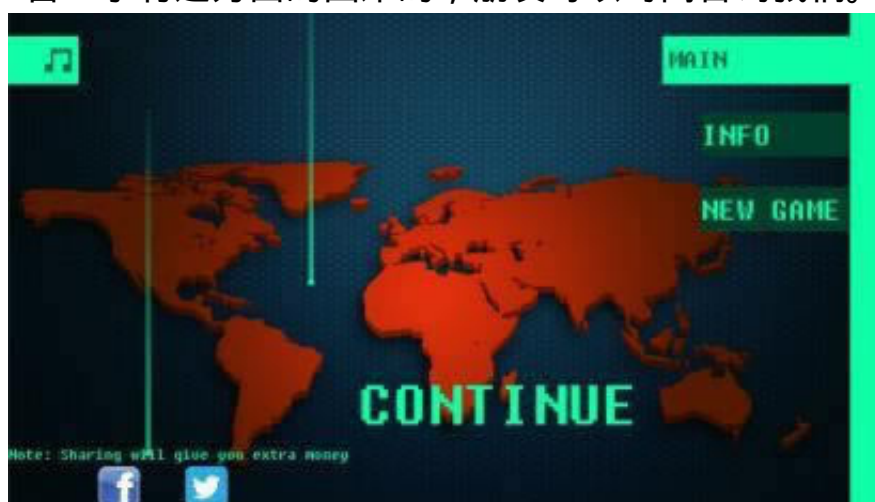 MAIN
INFO
NEW GAME
CONTINUE
Note: Sharing will give you extra money